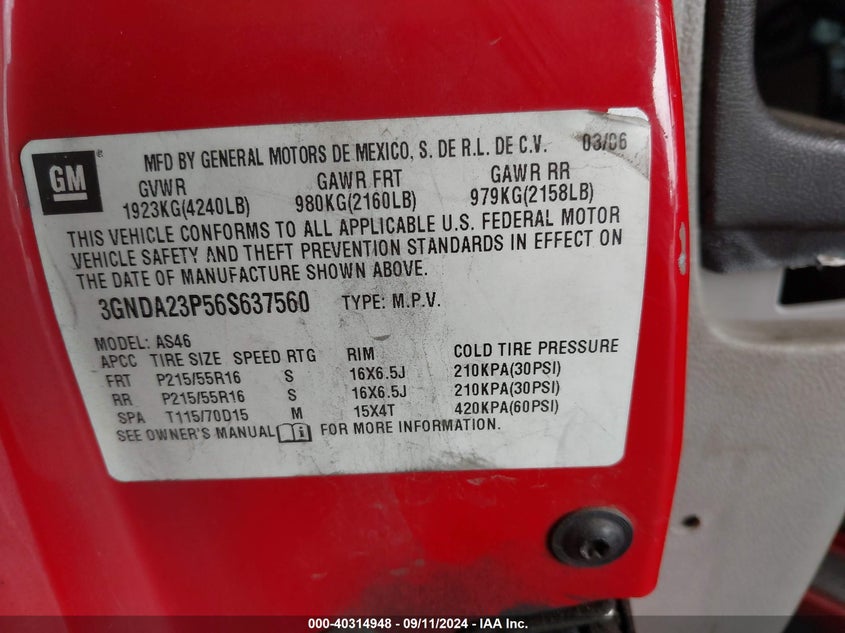 GM®
MFD BY GENERAL MOTORS DE MEXICO, S. DE R.L. DE C.V. 03/06
GVWR GAWR FRT GAWR RR
1923KG(4240LB) 980KG(2160LB) 979KG(2158LB)
THIS VEHICLE CONFORMS TO ALL APPLICABLE U.S. FEDERAL MOTOR
VEHICLE SAFETY AND THEFT PREVENTION STANDARDS IN EFFECT ON
THE DATE OF MANUFACTURE SHOWN ABOVE.
3GNDA23P56S637560 TYPE: M.P.V.
MODEL: AS46
APCC TIRE SIZE SPEED RTG RIM COLD TIRE PRESSURE
FRT P215/55R16 S 16X6.5J 210KPA(30PSI)
RR P215/55R16 S 16X6.5J 210KPA(30PSI)
SPA T115/70D15 M 15X4T 420KPA(60PSI)
SEE OWNER'S MANUAL FOR MORE INFORMATION.
000-40314948 - 09/11/2024 - IAA Inc.